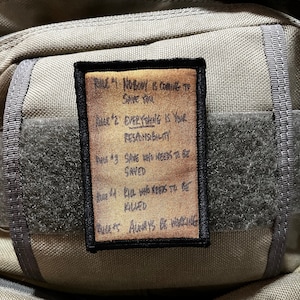 RULE #1 NOBODY IS COMING TO
SAVE YOU
RULE #2 EVERYTHING IS YOUR
RESPONSIBILITY
RULE #3 SAVE WHO NEEDS TO BE
SAVED
RULE #4 KILL WHO NEEDS TO BE
KILLED
RULE #5 ALWAYS BE WORKING